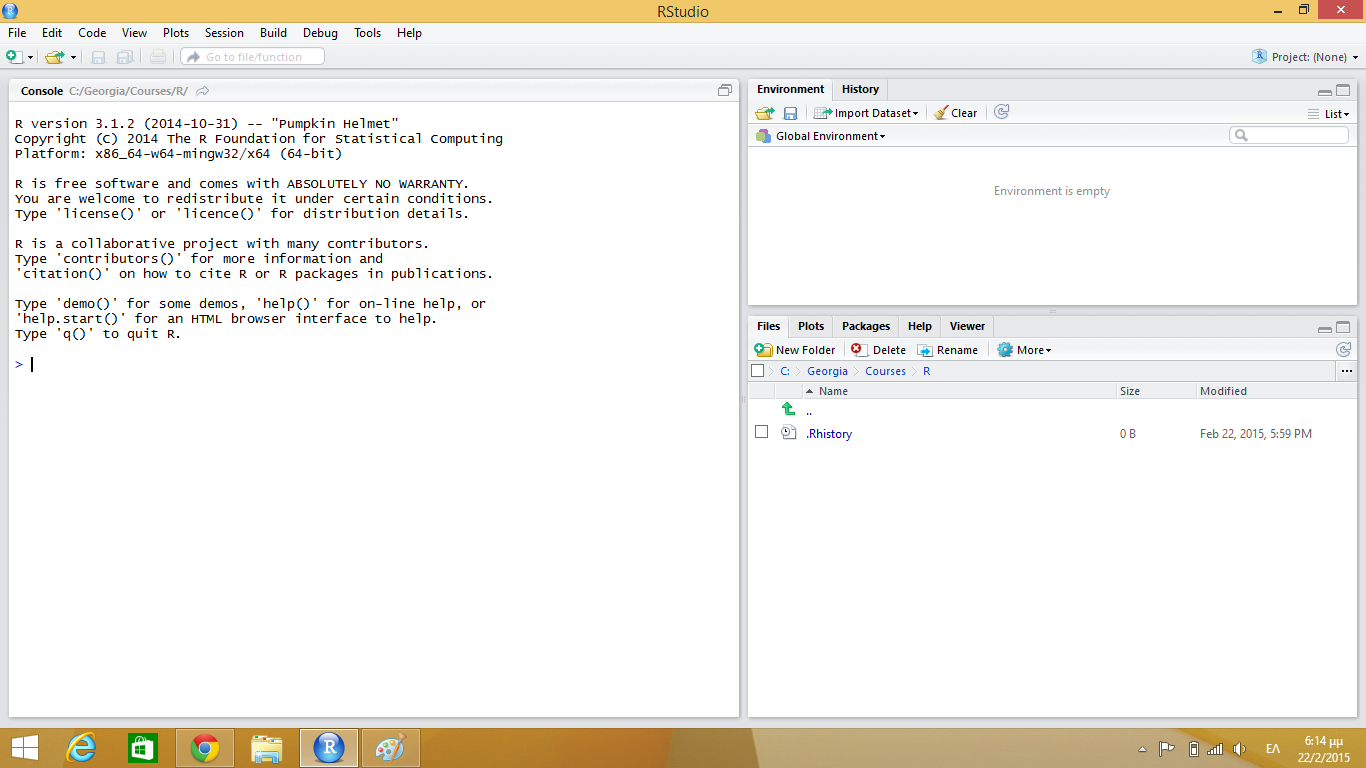 RStudio
File Edit Code View Plots Session Build Debug Tools Help
Go to file/function
Project: (None)
Console C:/Georgia/Courses/R/
R version 3.1.2 (2014-10-31) -- "Pumpkin Helmet"
Copyright (C) 2014 The R Foundation for Statistical Computing
Platform: x86_64-w64-mingw32/x64 (64-bit)
R is free software and comes with ABSOLUTELY NO WARRANTY.
You are welcome to redistribute it under certain conditions.
Type 'license()' or 'licence()' for distribution details.
R is a collaborative project with many contributors.
Type 'contributors()' for more information and
'citation()' on how to cite R or R packages in publications.
Type 'demo()' for some demos, 'help()' for on-line help, or
'help.start()' for an HTML browser interface to help.
Type 'q()' to quit R.
>
Environment History
Import Dataset Clear List
Global Environment
Environment is empty
Files Plots Packages Help Viewer
New Folder Delete Rename More
C: Georgia Courses R ...
Name Size Modified
..
.Rhistory 0 B Feb 22, 2015, 5:59 PM
ΕΛ
6:14 μμ
22/2/2015